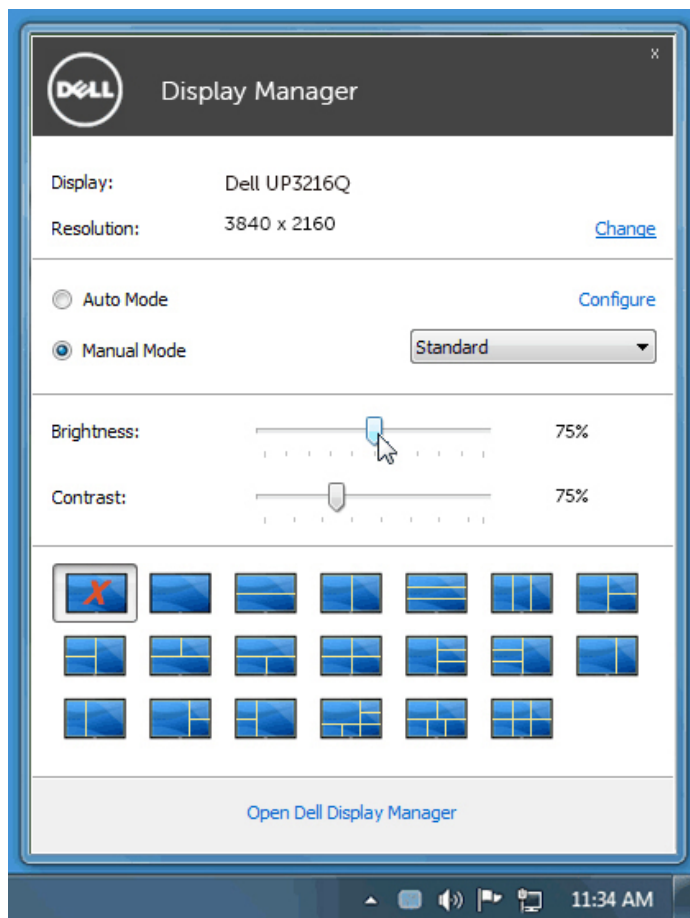 x
DELL Display Manager
Display: Dell UP3216Q
Resolution: 3840 x 2160 Change
Auto Mode Configure
Manual Mode Standard
Brightness: 75%
Contrast: 75%
Open Dell Display Manager
11:34 AM